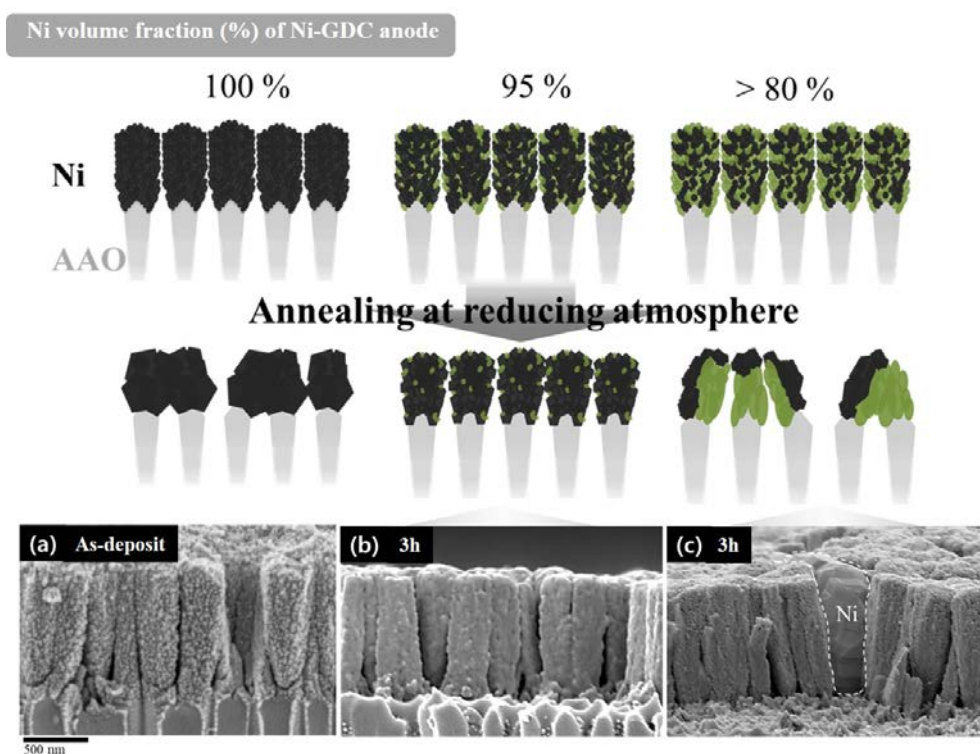 Ni volume fraction (%) of Ni-GDC anode
100 %
95 %
> 80 %
Ni
AAO
Annealing at reducing atmosphere
(a) As-deposit
(b) 3h
(c) 3h
Ni
500 nm